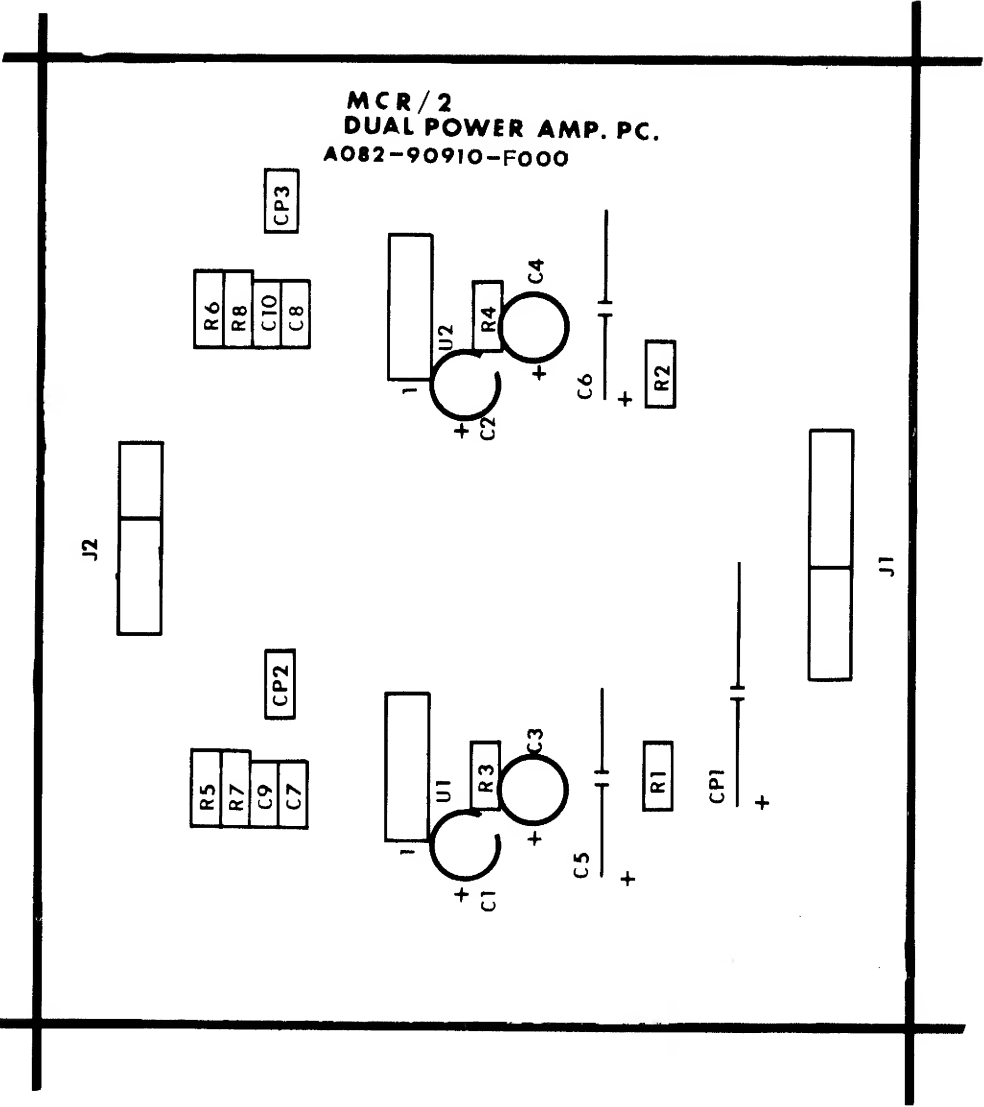 MCR/2
DUAL POWER AMP. PC.
A082-90910-F000
CP3
R6
R8
C10
C8
U2
R4
C4
1
+
C2
+
C6
+
R2
J2
J1
CP2
R5
R7
C9
C7
U1
R3
C3
1
+
C1
+
C5
+
R1
CP1
+